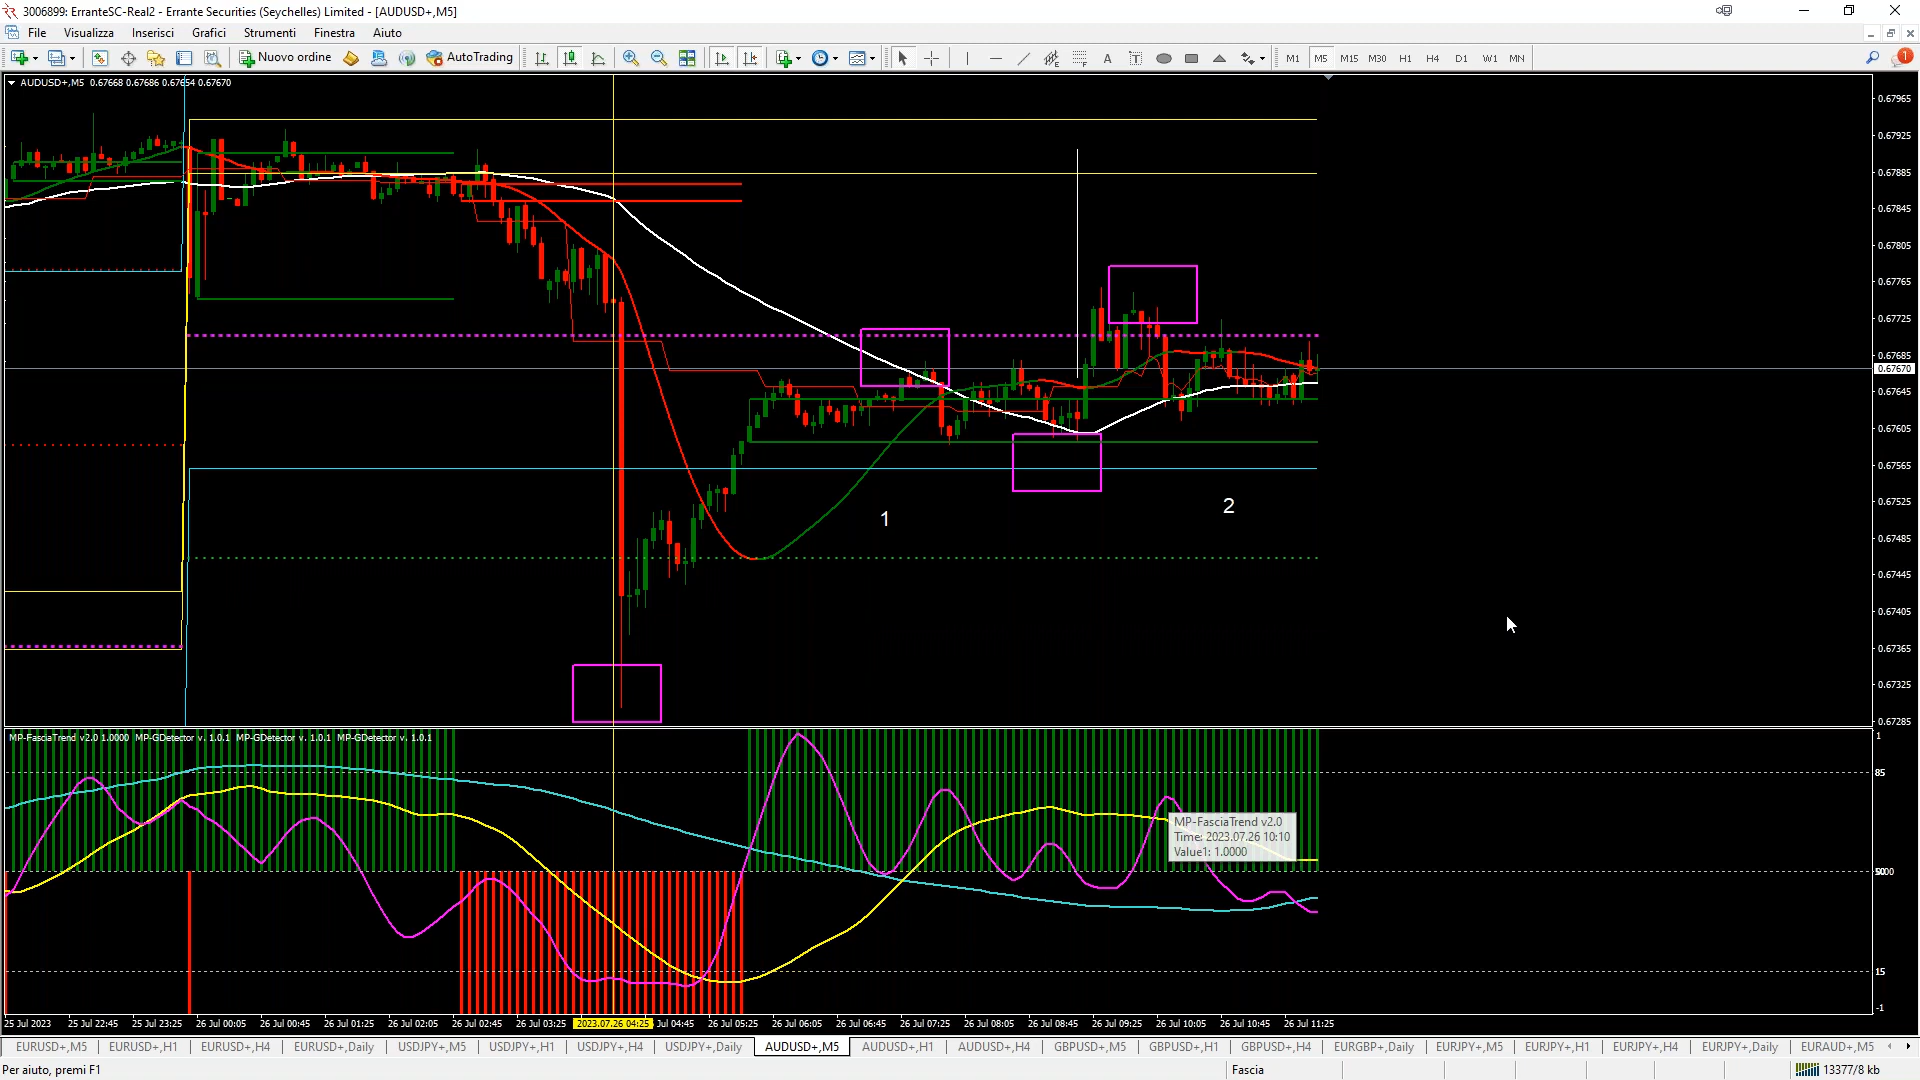 3006899: ErranteSC-Real2 - Errante Securities (Seychelles) Limited - [AUDUSD+,M5]
File Visualizza Inserisci Grafici Strumenti Finestra Aiuto
Nuovo ordine AutoTrading A T M1 M5 M15 M30 H1 H4 D1 W1 MN 1
AUDUSD+,M5 0.67668 0.67686 0.67654 0.67670
0.67965
0.67925
0.67885
0.67845
0.67805
0.67765
0.67725
0.67685
0.67670
0.67645
0.67605
0.67565
0.67525
0.67485
0.67445
0.67405
0.67365
0.67325
0.67285
1
2
MP-FasciaTrend v2.0 1.0000 MP-GDetector v. 1.0.1 MP-GDetector v. 1.0.1 MP-GDetector v. 1.0.1
1
85
15
-1
MP-FasciaTrend v2.0
Time: 2023.07.26 10:10
Value1: 1.0000
25 Jul 2023 25 Jul 22:45 25 Jul 23:25 26 Jul 00:05 26 Jul 00:45 26 Jul 01:25 26 Jul 02:05 26 Jul 02:45 26 Jul 03:25 2023.07.26 04:25 Jul 04:45 26 Jul 05:25 26 Jul 06:05 26 Jul 06:45 26 Jul 07:25 26 Jul 08:05 26 Jul 08:45 26 Jul 09:25 26 Jul 10:05 26 Jul 10:45 26 Jul 11:25
EURUSD+,M5 EURUSD+,H1 EURUSD+,H4 EURUSD+,Daily USDJPY+,M5 USDJPY+,H1 USDJPY+,H4 USDJPY+,Daily AUDUSD+,M5 AUDUSD+,H1 AUDUSD+,H4 GBPUSD+,M5 GBPUSD+,H1 GBPUSD+,H4 EURGBP+,Daily EURJPY+,M5 EURJPY+,H1 EURJPY+,H4 EURJPY+,Daily EURAUD+,M5
Per aiuto, premi F1 Fascia 13377/8 kb